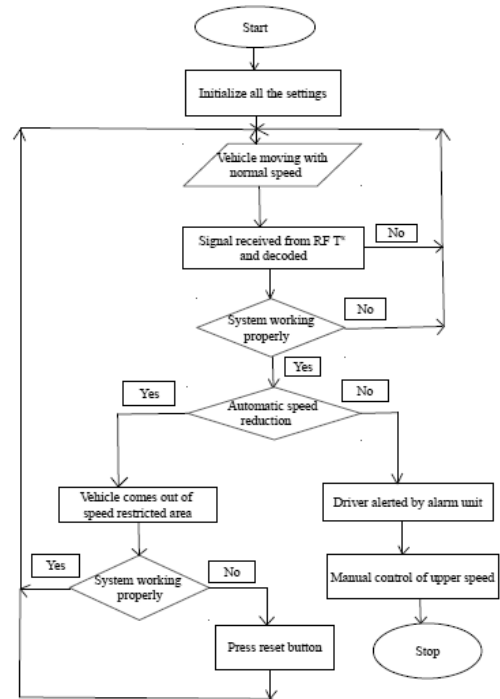 Start
Initialize all the settings
Vehicle moving with
normal speed
Signal received from RF Tx
and decoded
No
System working
properly
No
Yes
Automatic speed
reduction
Yes
No
Vehicle comes out of
speed restricted area
Driver alerted by alarm unit
System working
properly
Yes
No
Manual control of upper speed
Press reset button
Stop